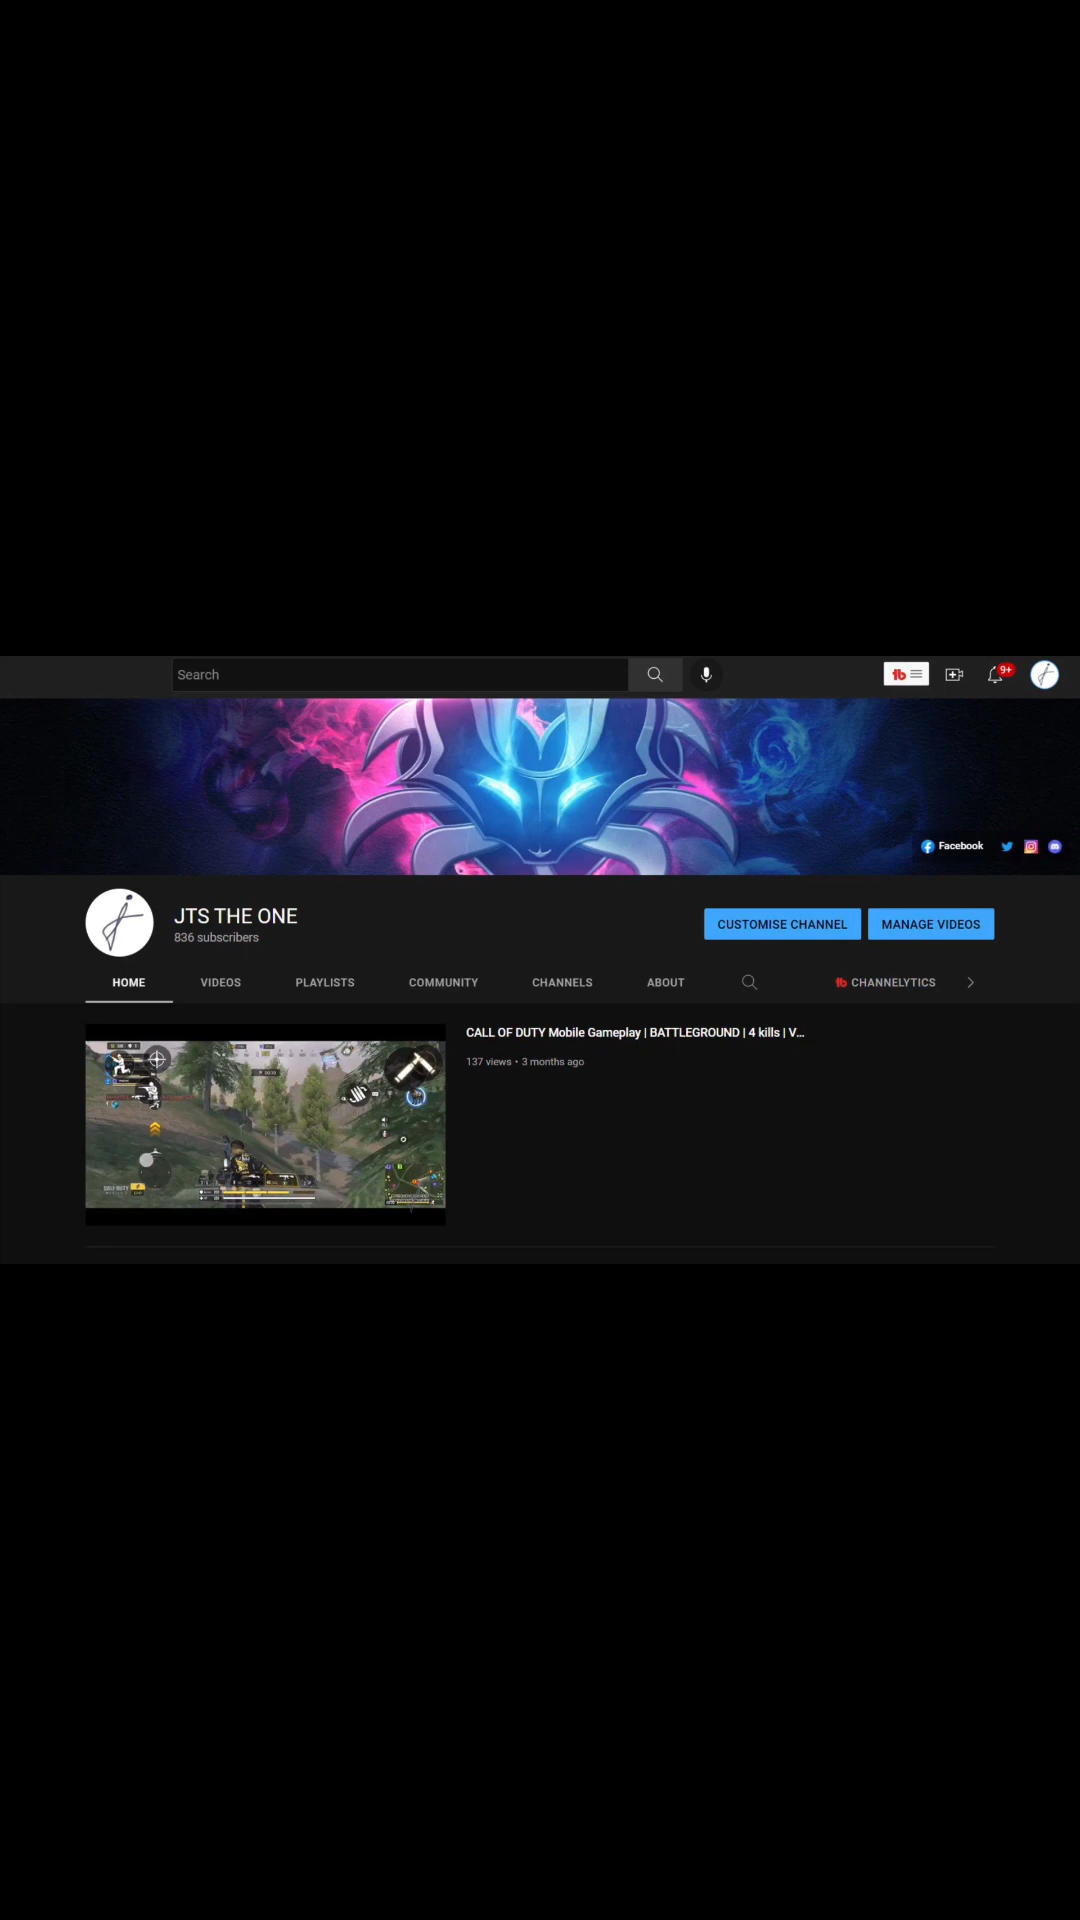 Search
9+
Facebook
JTS THE ONE
836 subscribers
CUSTOMISE CHANNEL
MANAGE VIDEOS
HOME
VIDEOS
PLAYLISTS
COMMUNITY
CHANNELS
ABOUT
CHANNELYTICS
CALL OF DUTY Mobile Gameplay | BATTLEGROUND | 4 kills | V...
137 views • 3 months ago